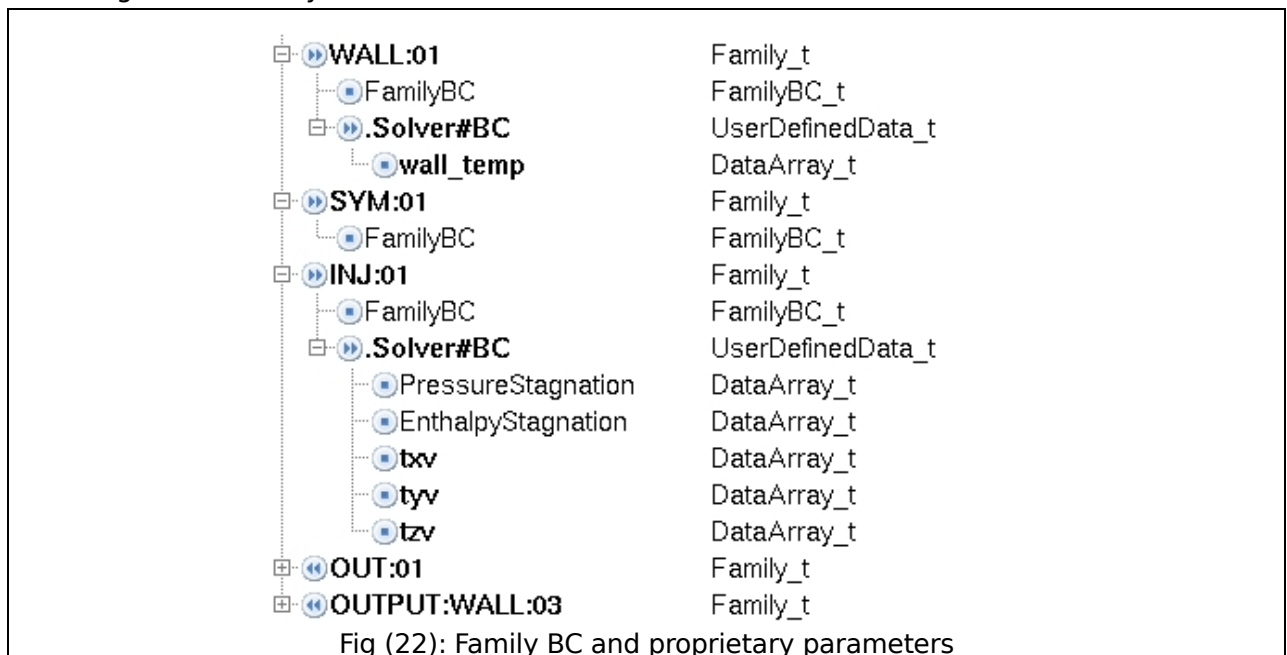 WALL:01 Family_t
FamilyBC FamilyBC_t
.Solver#BC UserDefinedData_t
wall_temp DataArray_t
SYM:01 Family_t
FamilyBC FamilyBC_t
INJ:01 Family_t
FamilyBC FamilyBC_t
.Solver#BC UserDefinedData_t
PressureStagnation DataArray_t
EnthalpyStagnation DataArray_t
txv DataArray_t
tyv DataArray_t
tzv DataArray_t
OUT:01 Family_t
OUTPUT:WALL:03 Family_t
Fig (22): Family BC and proprietary parameters